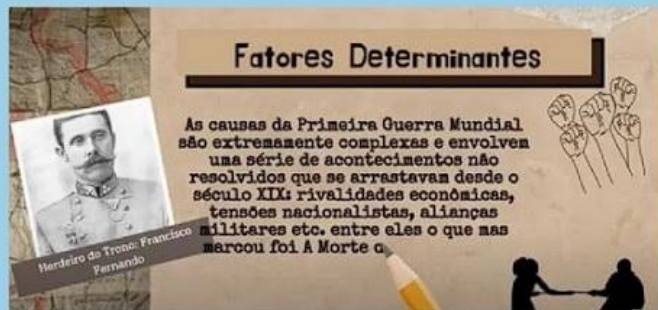 Fatores Determinantes
As causas da Primeira Guerra Mundial
são extremamente complexas e envolvem
uma série de acontecimentos não
resolvidos que se arrastavam desde o
século XIX: rivalidades econômicas,
tensões nacionalistas, alianças
militares etc. entre eles o que mas
marcou foi A Morte
Herdeiro do Trono: Francisco
Fernando